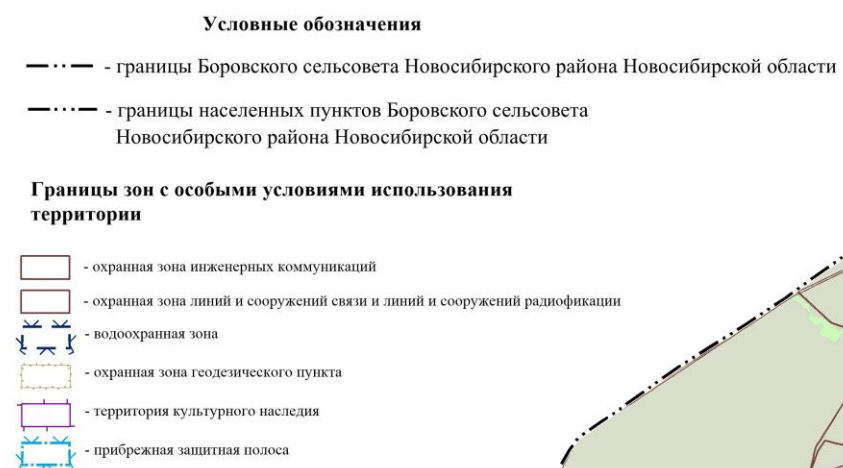 Условные обозначения
- границы Боровского сельсовета Новосибирского района Новосибирской области
- границы населенных пунктов Боровского сельсовета
Новосибирского района Новосибирской области
Границы зон с особыми условиями использования
территории
- охранная зона инженерных коммуникаций
- охранная зона линий и сооружений связи и линий и сооружений радиофикации
- водоохранная зона
- охранная зона геодезического пункта
- территория культурного наследия
- прибрежная защитная полоса